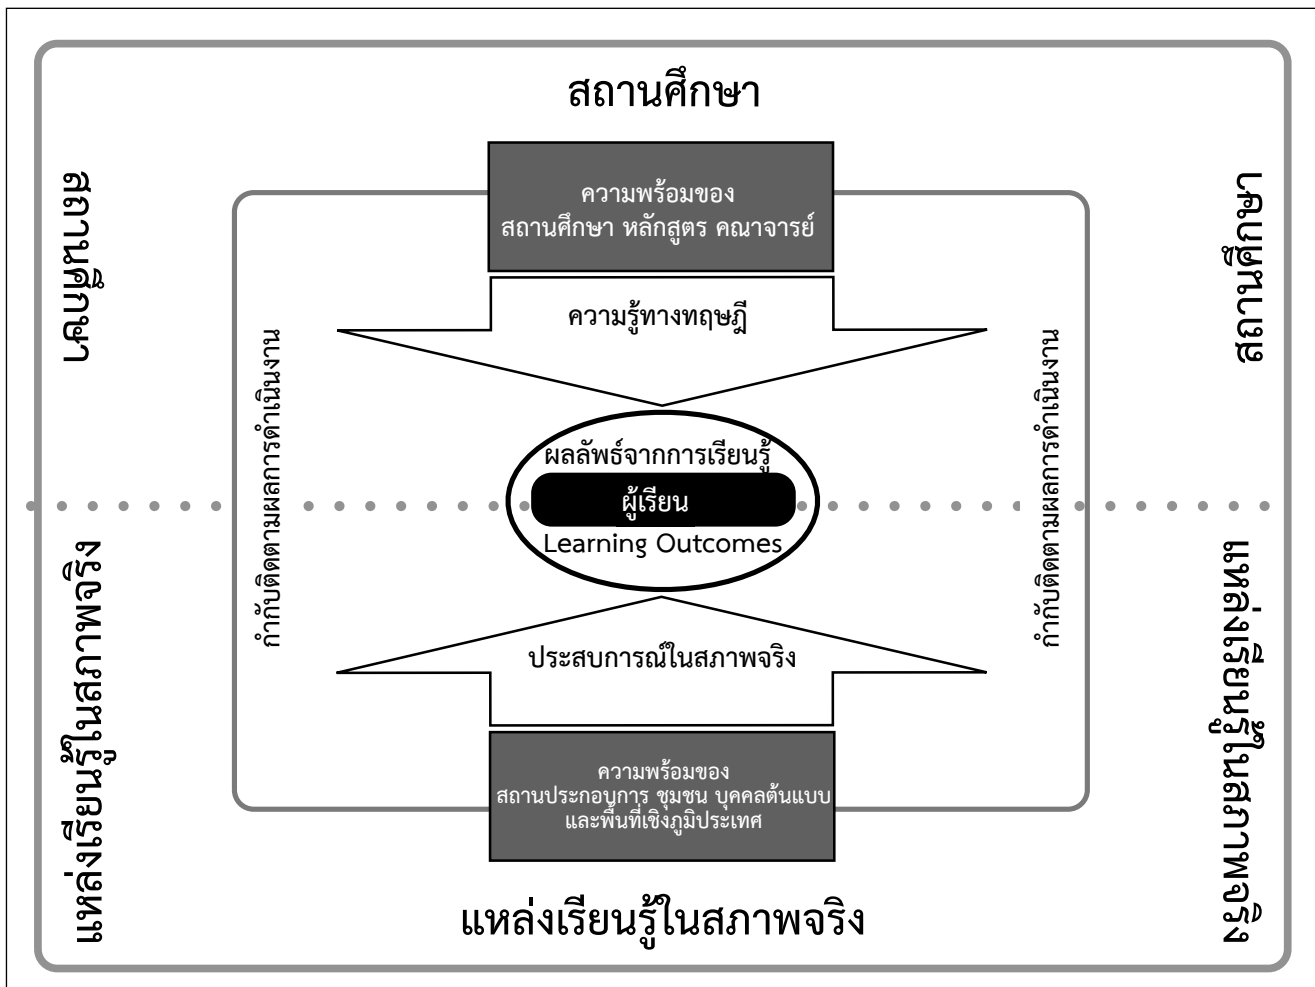 สถานศึกษา
สถานศึกษา
สถานศึกษา
ความพร้อมของ
สถานศึกษา หลักสูตร คณาจารย์
ความรู้ทางทฤษฎี
กำกับติดตามผลการดำเนินงาน
กำกับติดตามผลการดำเนินงาน
ผลลัพธ์จากการเรียนรู้
ผู้เรียน
Learning Outcomes
แหล่งเรียนรู้ในสภาพจริง
แหล่งเรียนรู้ในสภาพจริง
ประสบการณ์ในสภาพจริง
ความพร้อมของ
สถานประกอบการ ชุมชน บุคคลต้นแบบ
และพื้นที่เชิงภูมิประเทศ
แหล่งเรียนรู้ในสภาพจริง